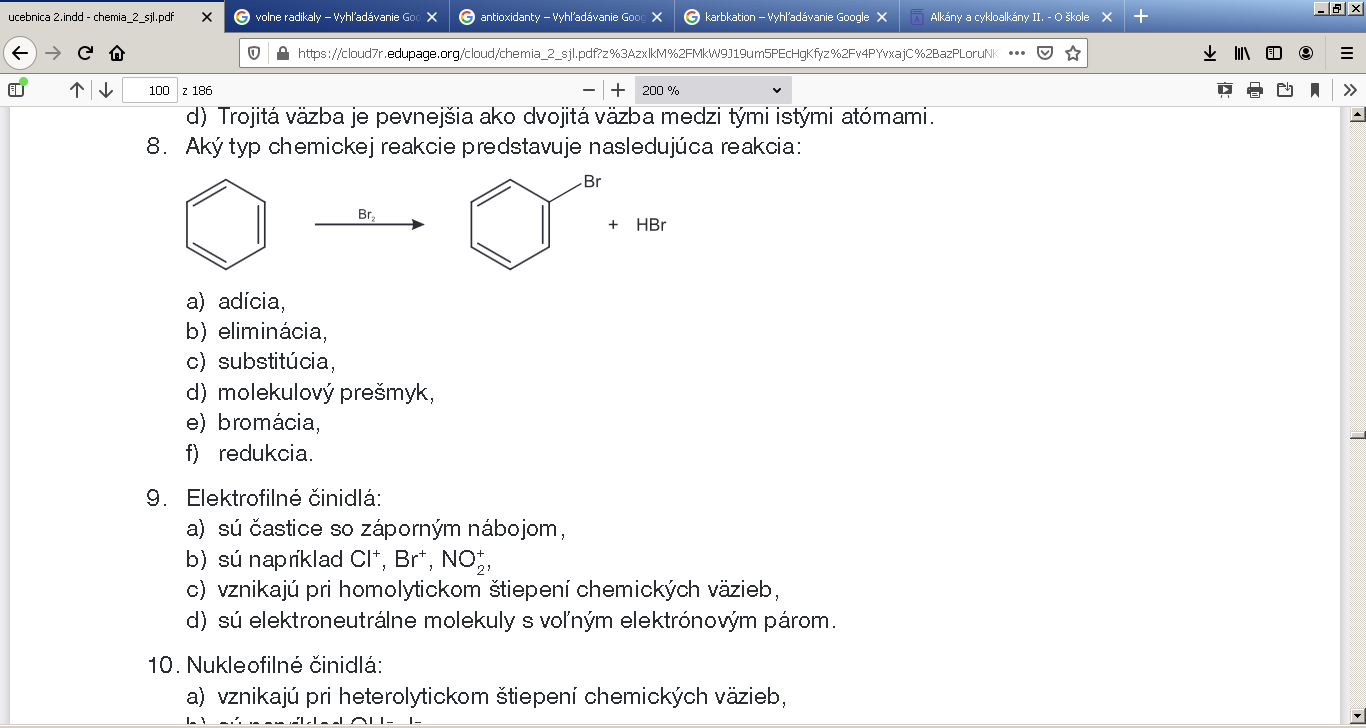 ucebnica 2.indd - chemia_2_sjl.pdf
volne radikaly – Vyhľadávanie Goo
antioxidanty – Vyhľadávanie Goog
karbkation – Vyhľadávanie Google
Alkány a cykloalkány II. - O škole
https://cloud7r.edupage.org/cloud/chemia_2_sjl.pdf?z%3AzxlkM%2FMkW9J19um5PEcHgKfyz%2Fv4PYvxajC%2BazPLoruNK
100 z 186
200 %
d) Trojitá väzba je pevnejšia ako dvojitá väzba medzi tými istými atómami.
8. Aký typ chemickej reakcie predstavuje nasledujúca reakcia:
Br₂
Br
+ HBr
a) adícia,
b) eliminácia,
c) substitúcia,
d) molekulový prešmyk,
e) bromácia,
f) redukcia.
9. Elektrofilné činidlá:
a) sú častice so záporným nábojom,
b) sú napríklad Cl⁺, Br⁺, NO₂⁺,
c) vznikajú pri homolytickom štiepení chemických väzieb,
d) sú elektroneutrálne molekuly s voľným elektrónovým párom.
10. Nukleofilné činidlá:
a) vznikajú pri heterolytickom štiepení chemických väzieb,
b) sú napríklad OH⁻, I⁻